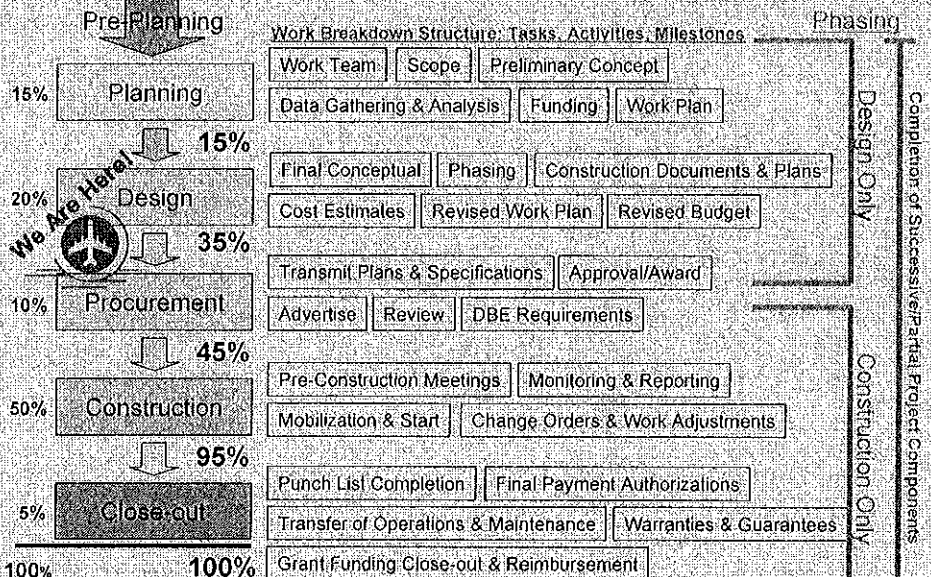 Pre-Planning
Phasing
Work Breakdown Structure: Tasks, Activities, Milestones
Work Team Scope Preliminary Concept
15% Planning
Data Gathering & Analysis Funding Work Plan
15%
Final Conceptual Phasing Construction Documents & Plans
20% Design
Cost Estimales Revised Work Plan Revised Budget
We Are Here!
35%
Transmit Plans & Specifications Approval/Award
10% Procurement
Advertise Review DBE Requirements
45%
Pre-Construction Meetings Monitoring & Reporting
50% Construction
Mobilization & Start Change Orders & Work Adjustments
95%
Punch List Completion Final Payment Authorizations
5% Close-out
Transfer of Operations & Maintenance Warranties & Guarantees
100% 100% Grant Funding Close-out & Reimbursement
Design Only
Construction Only
Completion of Successive/Partial Project Components